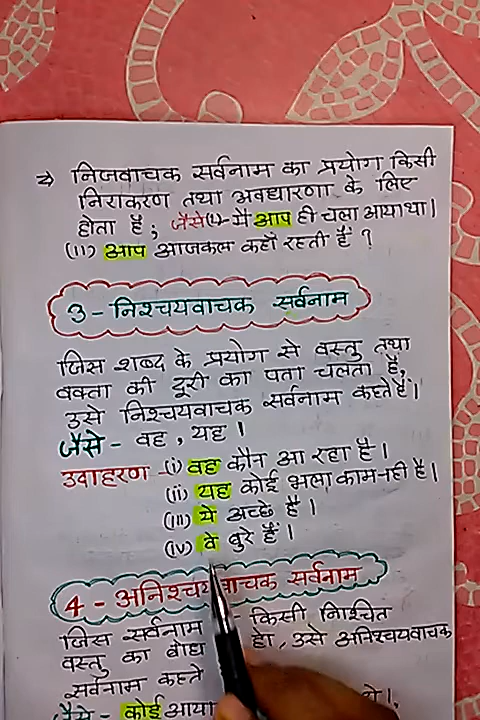 2) निजवाचक सर्वनाम का प्रयोग किसी
निराकरण तथा अवधारणा के लिए
होता है; जैसे (i)- मैं आप ही चला आया था।
(ii) आप आजकल कहाँ रहती हैं ?
3 - निश्चयवाचक सर्वनाम
जिस शब्द के प्रयोग से वस्तु तथा
वक्ता की दूरी का पता चलता है,
उसे निश्चयवाचक सर्वनाम कहते हैं।
जैसे - वह , यह ।
उदाहरण - (i) वह कौन आ रहा है।
(ii) यह कोई भला काम नही है।
(iii) ये अच्छे हैं।
(iv) वे बुरे हैं।
4 - अनिश्चयवाचक सर्वनाम
जिस सर्वनाम किसी निश्चित
वस्तु का बोध हो, उसे अनिश्चयवाचक
सर्वनाम कहते
जैसे - कोई आया